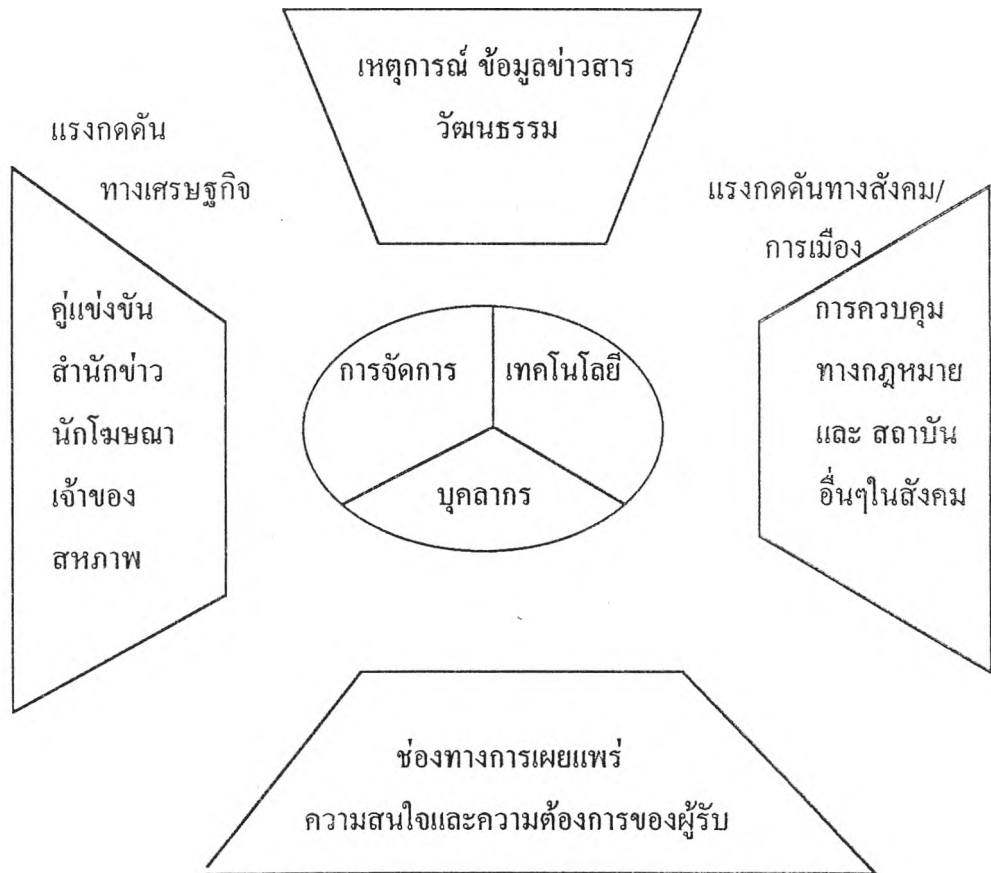 เหตุการณ์ ข้อมูลข่าวสาร
วัฒนธรรม
แรงกดดัน
ทางเศรษฐกิจ
แรงกดดันทางสังคม/
การเมือง
คู่แข่งขัน
สำนักข่าว
นักโฆษณา
เจ้าของ
สหภาพ
การจัดการ
เทคโนโลยี
บุคลากร
การควบคุม
ทางกฎหมาย
และ สถาบัน
อื่นๆในสังคม
ช่องทางการเผยแพร่
ความสนใจและความต้องการของผู้รับ